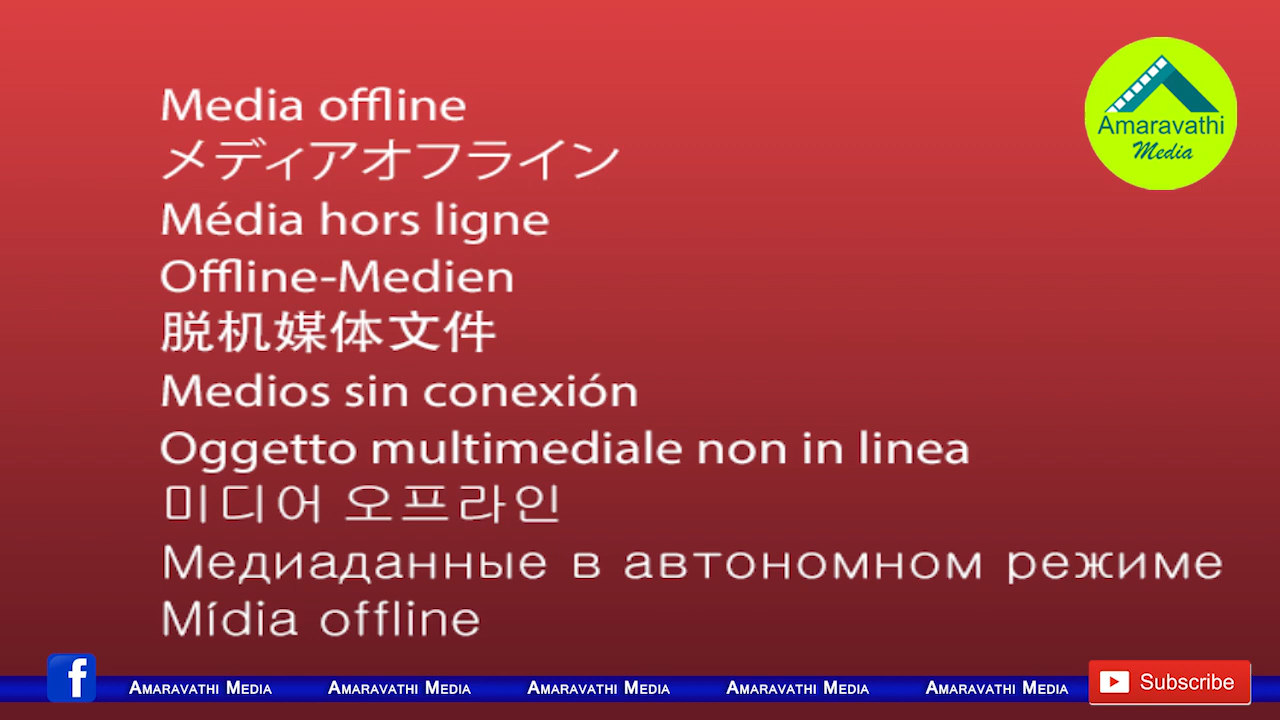 Media offline
メディアオフライン
Média hors ligne
Offline-Medien
脱机媒体文件
Medios sin conexión
Oggetto multimediale non in linea
미디어 오프라인
Медиаданные в автономном режиме
Mídia offline
Amaravathi
Media
f Amaravathi Media Amaravathi Media Amaravathi Media Amaravathi Media Amaravathi Media Subscribe